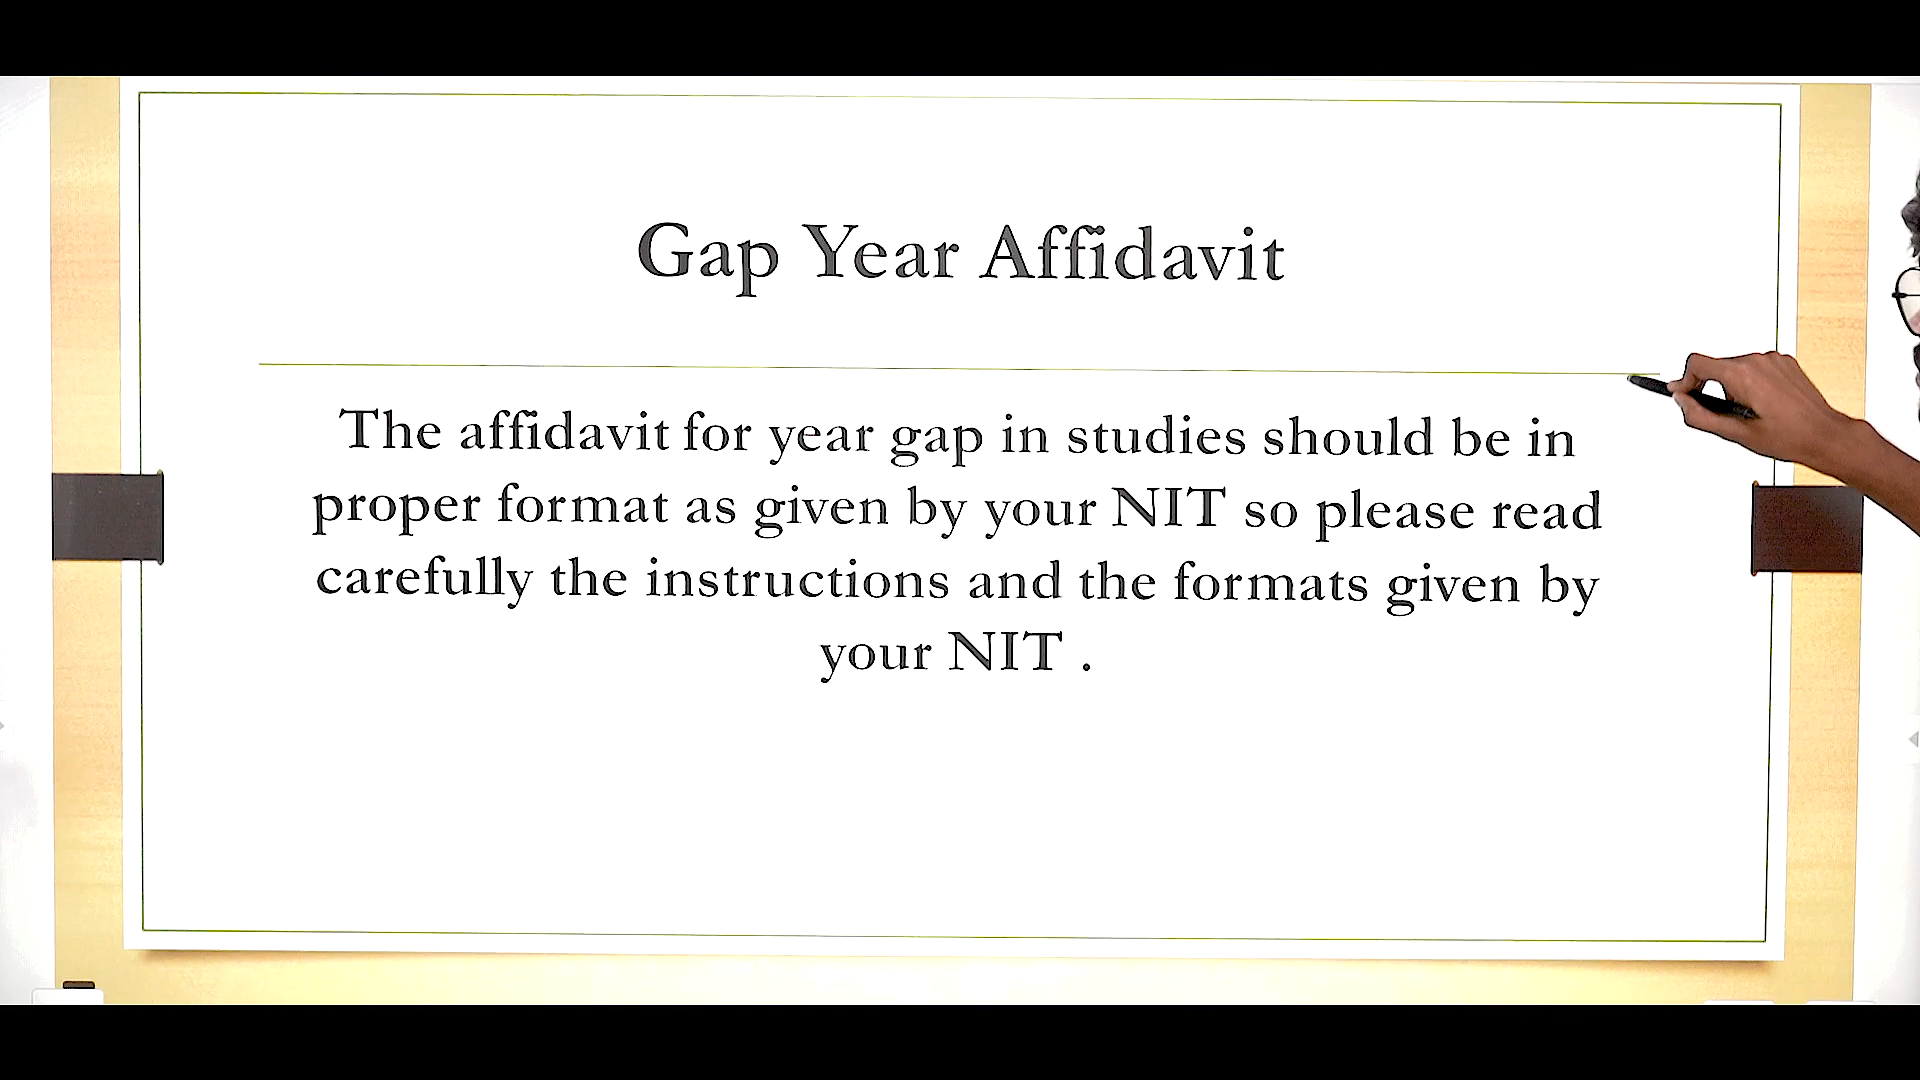 Gap Year Affidavit
The affidavit for year gap in studies should be in
proper format as given by your NIT so please read
carefully the instructions and the formats given by
your NIT .